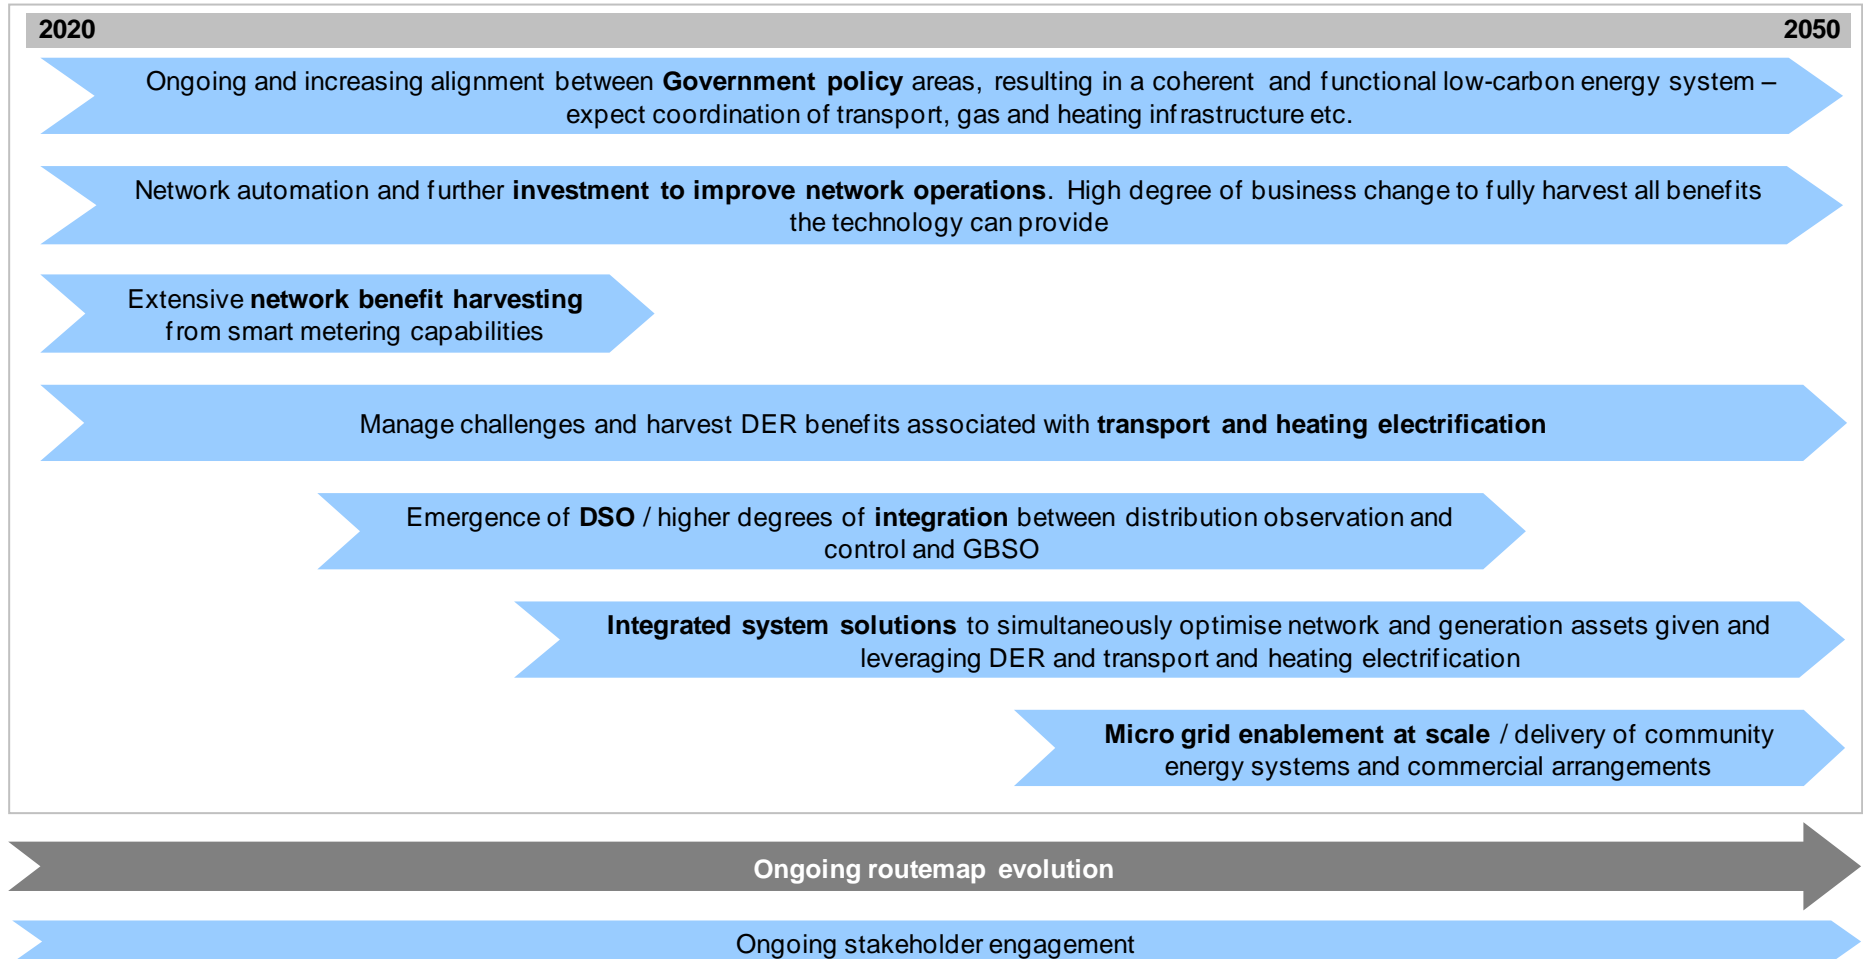 2020 2050
Ongoing and increasing alignment between Government policy areas, resulting in a coherent and functional low-carbon energy system –
expect coordination of transport, gas and heating infrastructure etc.
Network automation and further investment to improve network operations. High degree of business change to fully harvest all benefits
the technology can provide
Extensive network benefit harvesting
from smart metering capabilities
Manage challenges and harvest DER benefits associated with transport and heating electrification
Emergence of DSO / higher degrees of integration between distribution observation and
control and GBSO
Integrated system solutions to simultaneously optimise network and generation assets given and
leveraging DER and transport and heating electrification
Micro grid enablement at scale / delivery of community
energy systems and commercial arrangements
Ongoing routemap evolution
Ongoing stakeholder engagement